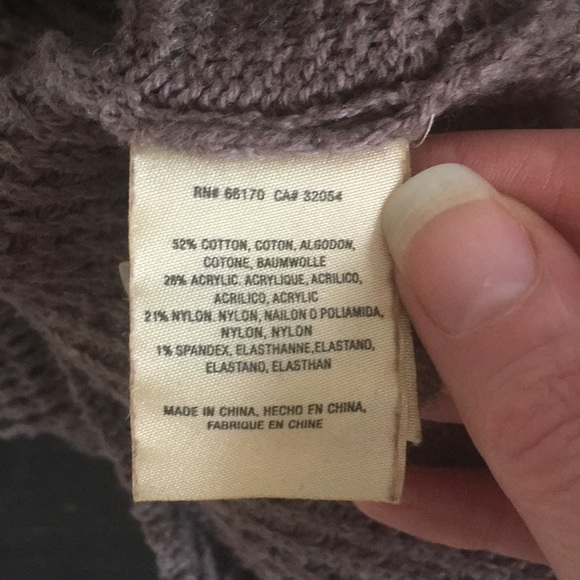 RN# 66170 CA# 32054
52% COTTON, COTON, ALGODON,
COTONE, BAUMWOLLE
26% ACRYLIC, ACRYLIQUE, ACRILICO,
ACRILICO, ACRYLIC
21% NYLON, NYLON, NAILON O POLIAMIDA,
NYLON, NYLON
1% SPANDEX, ELASTHANNE,ELASTANO,
ELASTANO, ELASTHAN
MADE IN CHINA, HECHO EN CHINA,
FABRIQUE EN CHINE